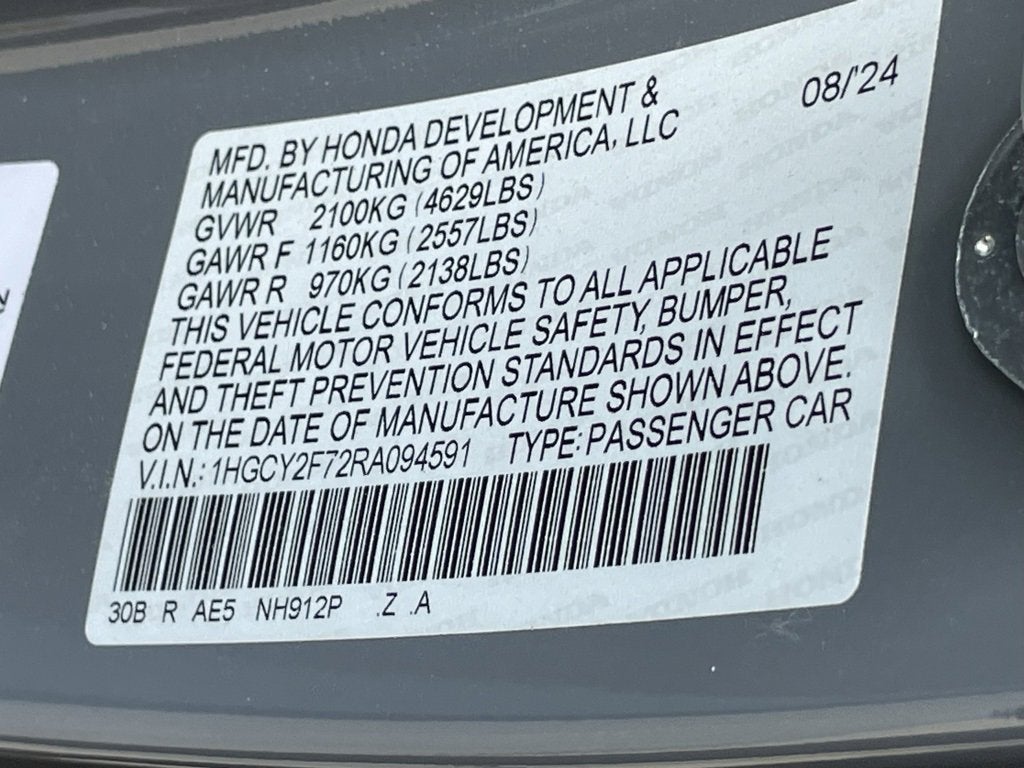 08/'24
MFD. BY HONDA DEVELOPMENT &
MANUFACTURING OF AMERICA, LLC
GVWR 2100KG (4629LBS)
GAWR F 1160KG (2557LBS)
GAWR R 970KG (2138LBS)
THIS VEHICLE CONFORMS TO ALL APPLICABLE
FEDERAL MOTOR VEHICLE SAFETY, BUMPER,
AND THEFT PREVENTION STANDARDS IN EFFECT
ON THE DATE OF MANUFACTURE SHOWN ABOVE.
V.I.N.: 1HGCY2F72RA094591 TYPE: PASSENGER CAR
30B R AE5 NH912P .Z .A